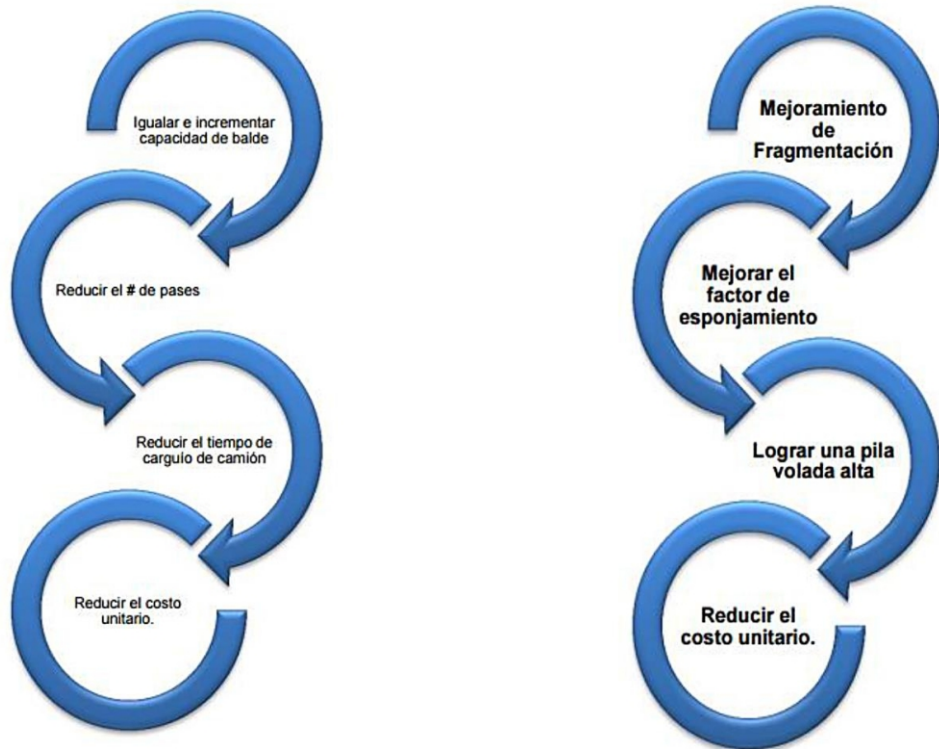 Igualar e incrementar
capacidad de balde
Reducir el # de pases
Reducir el tiempo de
carguío de camión
Reducir el costo
unitario.
Mejoramiento
de
Fragmentación
Mejorar el
factor de
esponjamiento
Lograr una pila
volada alta
Reducir el
costo unitario.